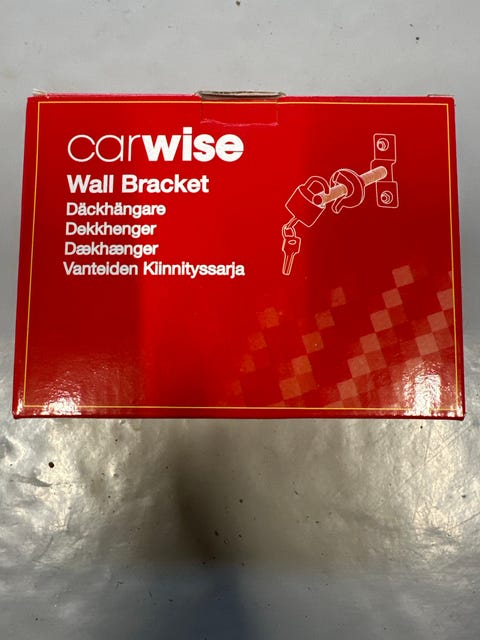 carwise
Wall Bracket
Däckhängare
Dekkhenger
Dækhænger
Vanteiden Kiinnityssarja